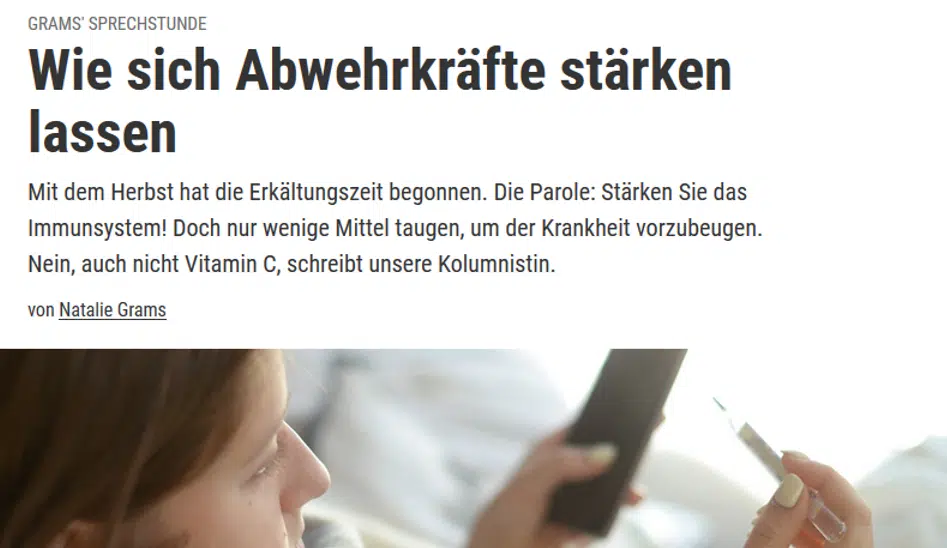 GRAMS' SPRECHSTUNDE
Wie sich Abwehrkräfte stärken
lassen
Mit dem Herbst hat die Erkältungszeit begonnen. Die Parole: Stärken Sie das
Immunsystem! Doch nur wenige Mittel taugen, um der Krankheit vorzubeugen.
Nein, auch nicht Vitamin C, schreibt unsere Kolumnistin.
von Natalie Grams